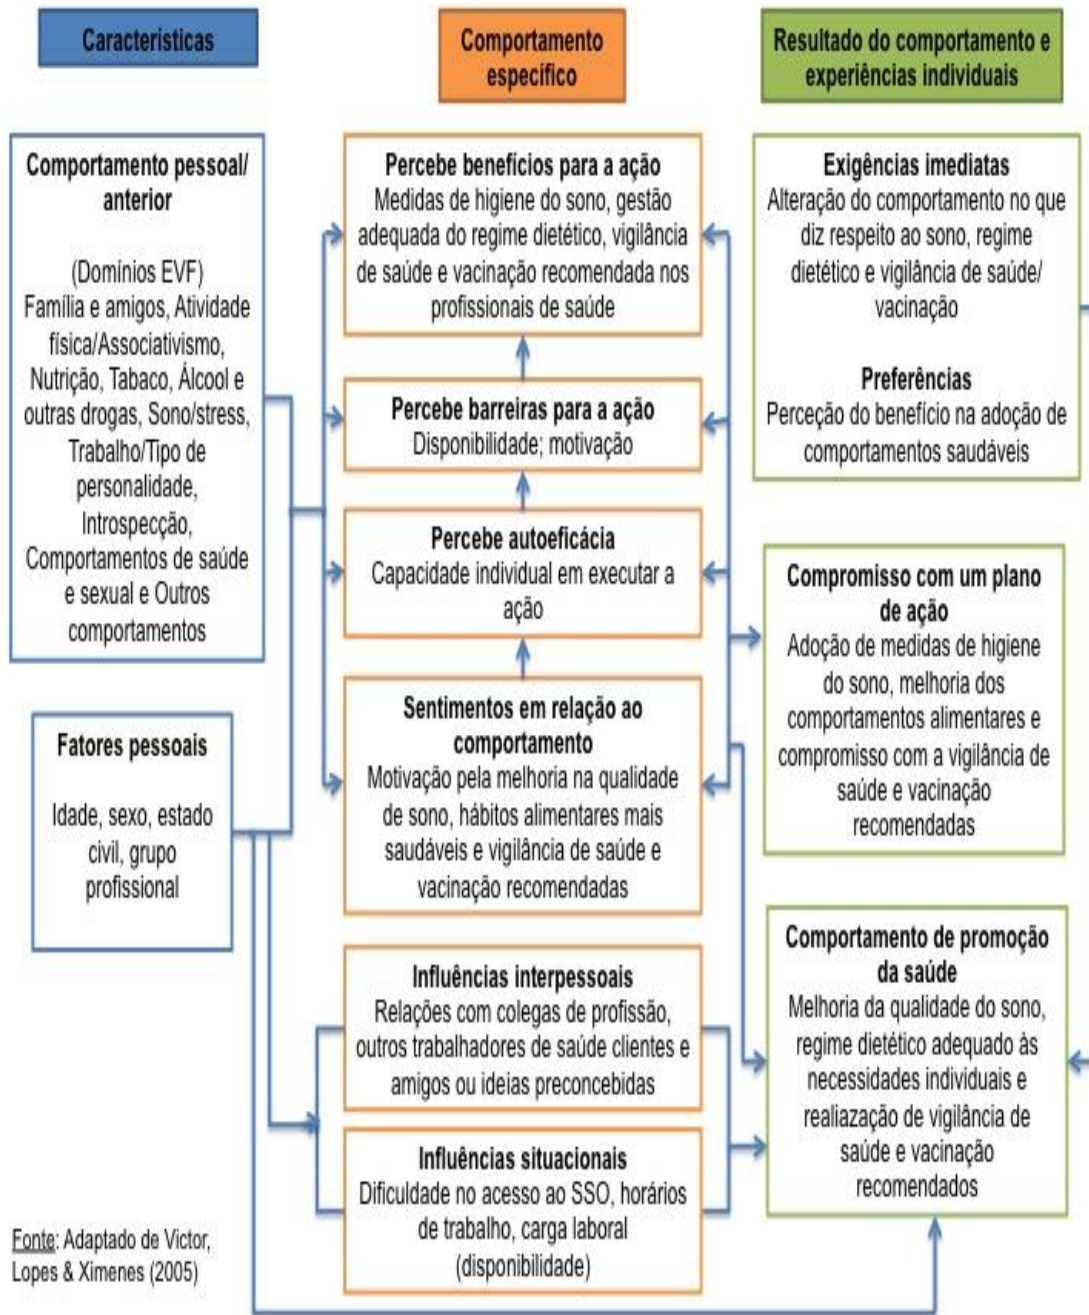 Características
Comportamento
específico
Resultado do comportamento e
experiências individuais
Comportamento pessoal/
anterior
(Domínios EVF)
Família e amigos, Atividade
física/Associativismo,
Nutrição, Tabaco, Álcool e
outras drogas, Sono/stress,
Trabalho/Tipo de
personalidade,
Introspecção,
Comportamentos de saúde
e sexual e Outros
comportamentos
Fatores pessoais
Idade, sexo, estado
civil, grupo
profissional
Percebe benefícios para a ação
Medidas de higiene do sono, gestão
adequada do regime dietético, vigilância
de saúde e vacinação recomendada nos
profissionais de saúde
Percebe barreiras para a ação
Disponibilidade; motivação
Percebe autoeficácia
Capacidade individual em executar a
ação
Sentimentos em relação ao
comportamento
Motivação pela melhoria na qualidade
de sono, hábitos alimentares mais
saudáveis e vigilância de saúde e
vacinação recomendadas
Influências interpessoais
Relações com colegas de profissão,
outros trabalhadores de saúde clientes e
amigos ou ideias preconcebidas
Influências situacionais
Dificuldade no acesso ao SSO, horários
de trabalho, carga laboral
(disponibilidade)
Exigências imediatas
Alteração do comportamento no que
diz respeito ao sono, regime
dietético e vigilância de saúde/
vacinação
Preferências
Perceção do benefício na adoção de
comportamentos saudáveis
Compromisso com um plano
de ação
Adoção de medidas de higiene
do sono, melhoria dos
comportamentos alimentares e
compromisso com a vigilância de
saúde e vacinação
recomendadas
Comportamento de promoção
da saúde
Melhoria da qualidade do sono,
regime dietético adequado às
necessidades individuais e
realiazação de vigilância de
saúde e vacinação
recomendados
Fonte: Adaptado de Victor,
Lopes & Ximenes (2005)